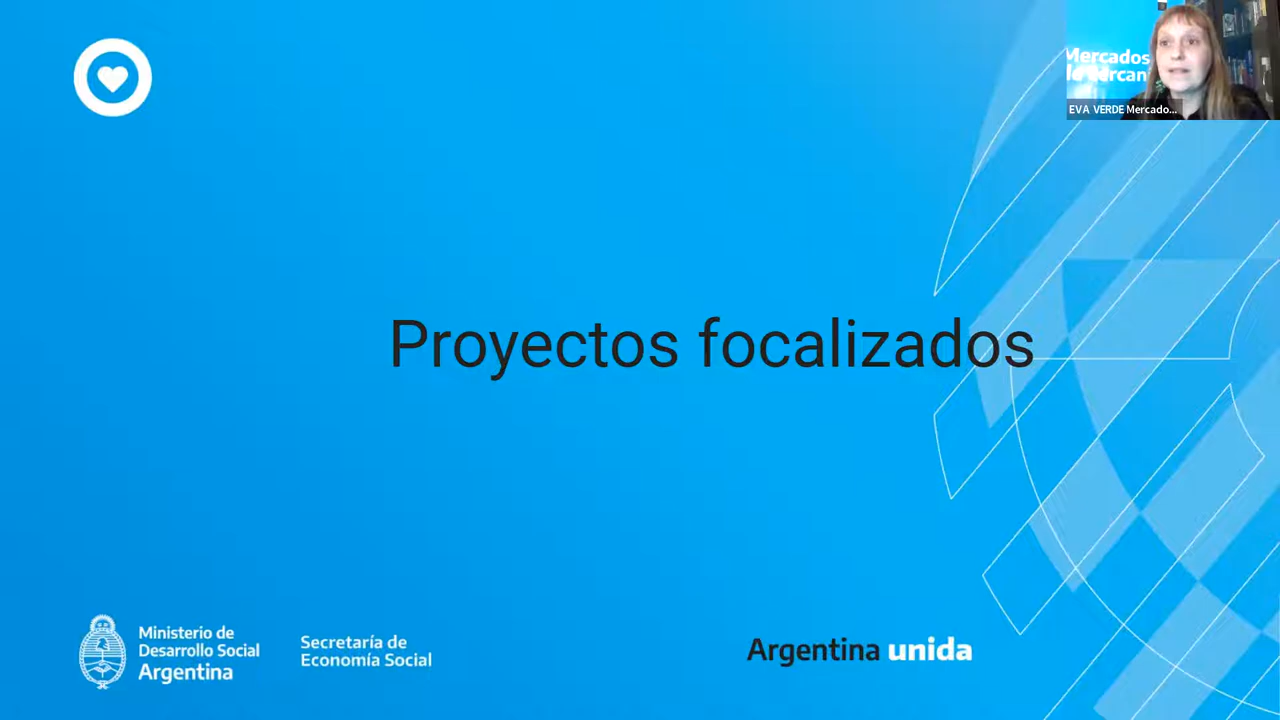 Mercados
EVA VERDE Mercado...
Proyectos focalizados
Ministerio de
Desarrollo Social
Argentina
Secretaría de
Economía Social
Argentina unida